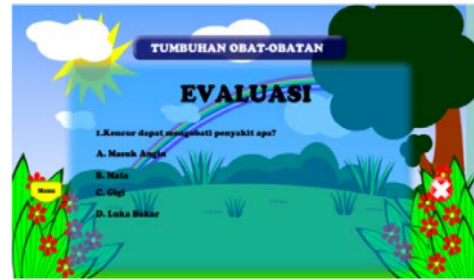 TUMBUHAN OBAT-OBATAN
EVALUASI
1.Kencur dapat mengobati penyakit apa?
A. Masuk Angin
B. Mata
C. Gigi
D. Luka Bakar
Menu